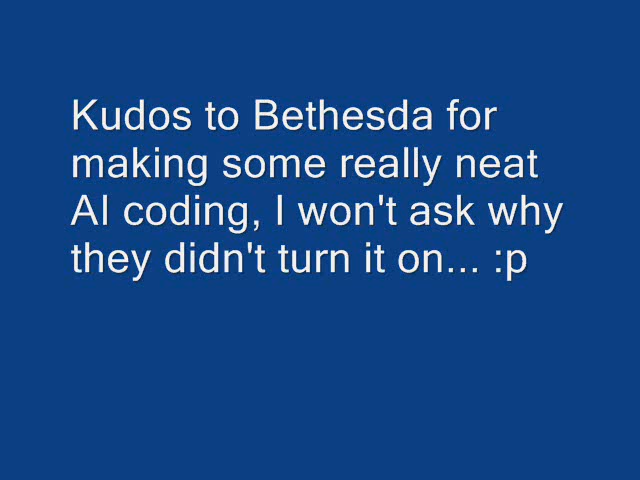 Kudos to Bethesda for
making some really neat
AI coding, I won't ask why
they didn't turn it on... :p